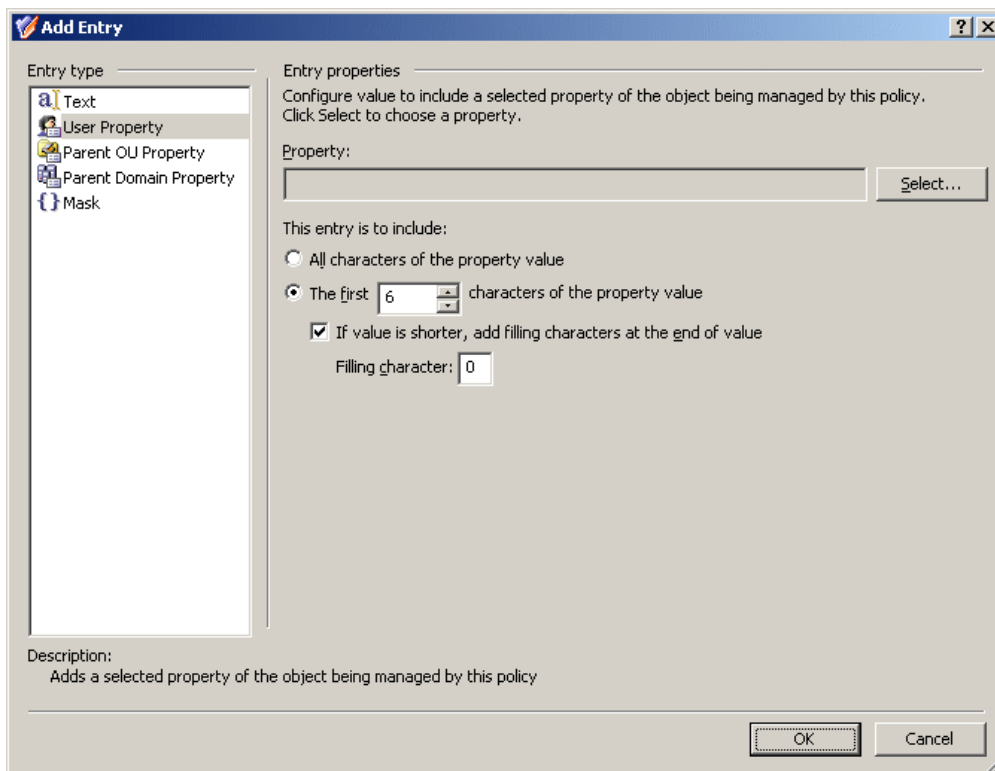 Add Entry
Entry type
Text
User Property
Parent OU Property
Parent Domain Property
Mask
Entry properties
Configure value to include a selected property of the object being managed by this policy.
Click Select to choose a property.
Property:
Select...
This entry is to include:
All characters of the property value
The first 6 characters of the property value
If value is shorter, add filling characters at the end of value
Filling character: 0
Description:
Adds a selected property of the object being managed by this policy
OK Cancel